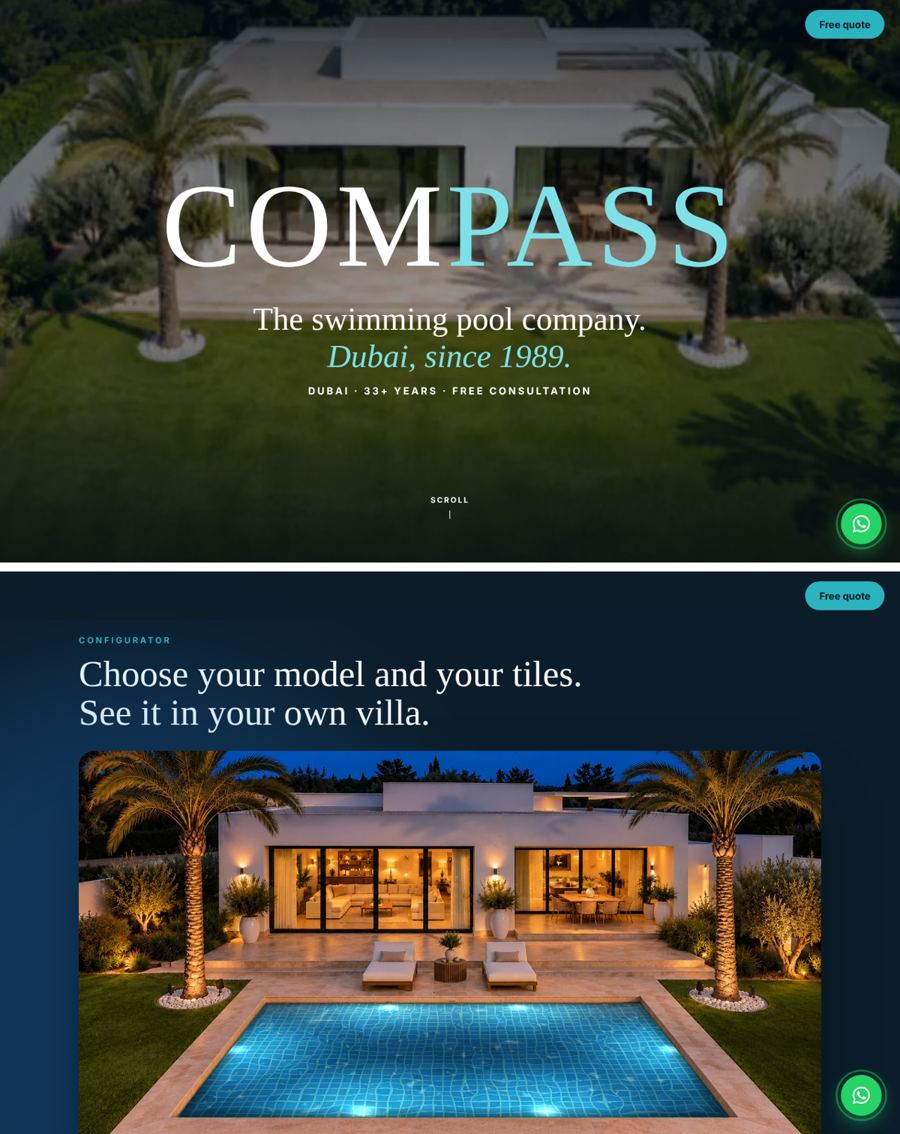 Free quote
COMPASS
The swimming pool company.
Dubai, since 1989.
DUBAI · 33+ YEARS · FREE CONSULTATION
SCROLL
Free quote
CONFIGURATOR
Choose your model and your tiles.
See it in your own villa.